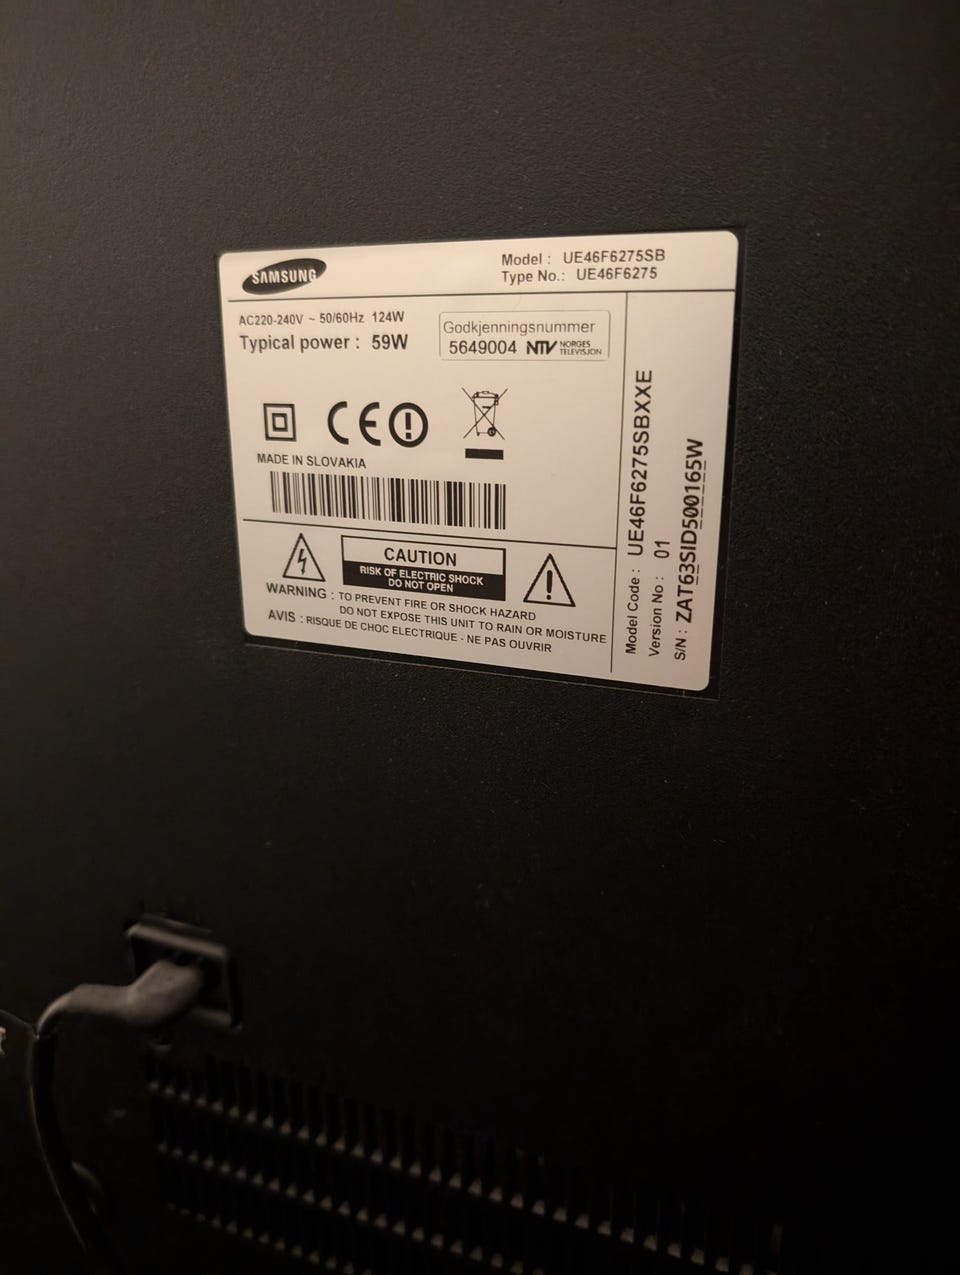 SAMSUNG
Model : UE46F6275SB
Type No.: UE46F6275
AC220-240V ~ 50/60Hz 124W
Typical power : 59W
Godkjenningsnummer
5649004 NTV NORGES
TELEVISJON
CE
MADE IN SLOVAKIA
CAUTION
RISK OF ELECTRIC SHOCK
DO NOT OPEN
WARNING : TO PREVENT FIRE OR SHOCK HAZARD
DO NOT EXPOSE THIS UNIT TO RAIN OR MOISTURE
AVIS : RISQUE DE CHOC ELECTRIQUE - NE PAS OUVRIR
Model Code : UE46F6275SBXXE
Version No : 01
S/N : ZAT63SID500165W